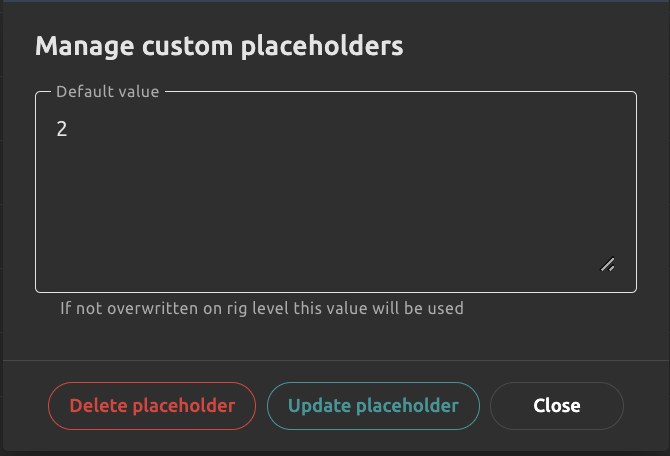 Manage custom placeholders
Default value
2
If not overwritten on rig level this value will be used
Delete placeholder
Update placeholder
Close